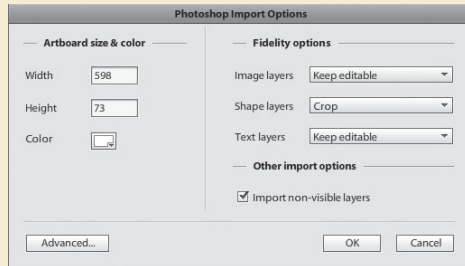 Photoshop Import Options
Artboard size & color
Width 598
Height 73
Color
Fidelity options
Image layers Keep editable
Shape layers Crop
Text layers Keep editable
Other import options
Import non-visible layers
Advanced... OK Cancel